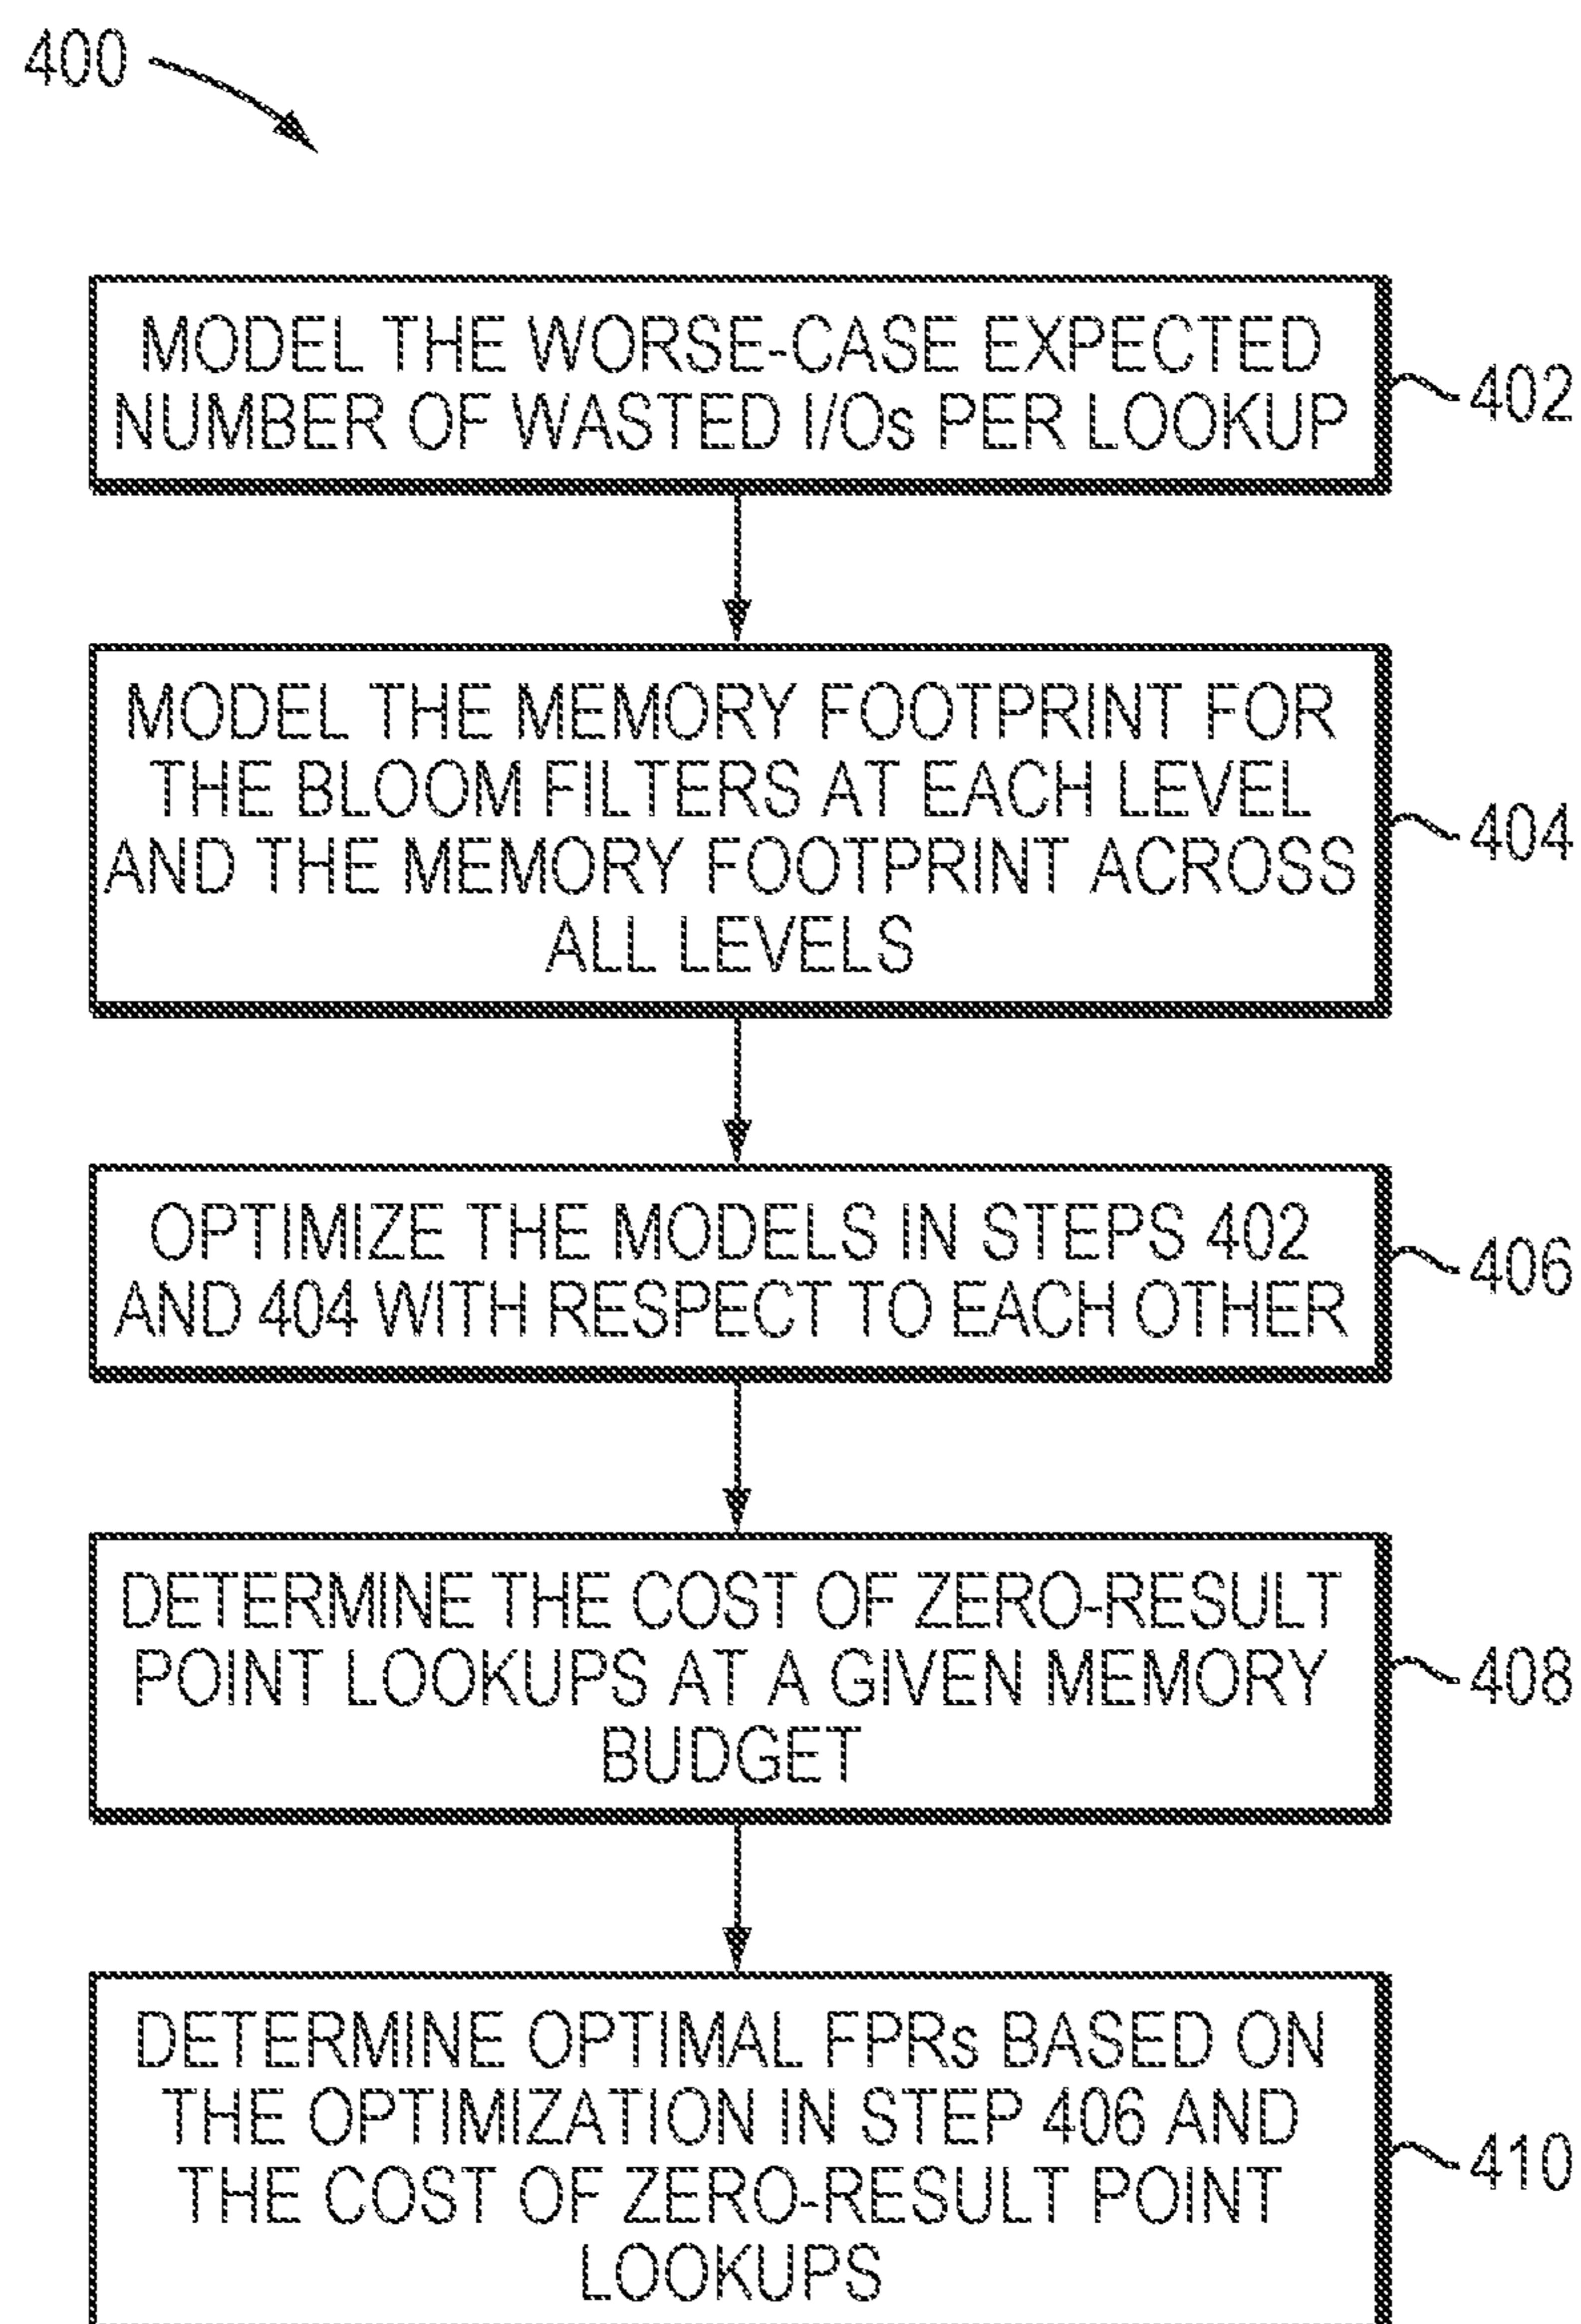 400
MODEL THE WORSE-CASE EXPECTED
NUMBER OF WASTED I/Os PER LOOKUP
402
MODEL THE MEMORY FOOTPRINT FOR
THE BLOOM FILTERS AT EACH LEVEL
AND THE MEMORY FOOTPRINT ACROSS
ALL LEVELS
404
OPTIMIZE THE MODELS IN STEPS 402
AND 404 WITH RESPECT TO EACH OTHER
406
DETERMINE THE COST OF ZERO-RESULT
POINT LOOKUPS AT A GIVEN MEMORY
BUDGET
408
DETERMINE OPTIMAL FPRs BASED ON
THE OPTIMIZATION IN STEP 406 AND
THE COST OF ZERO-RESULT POINT
LOOKUPS
410